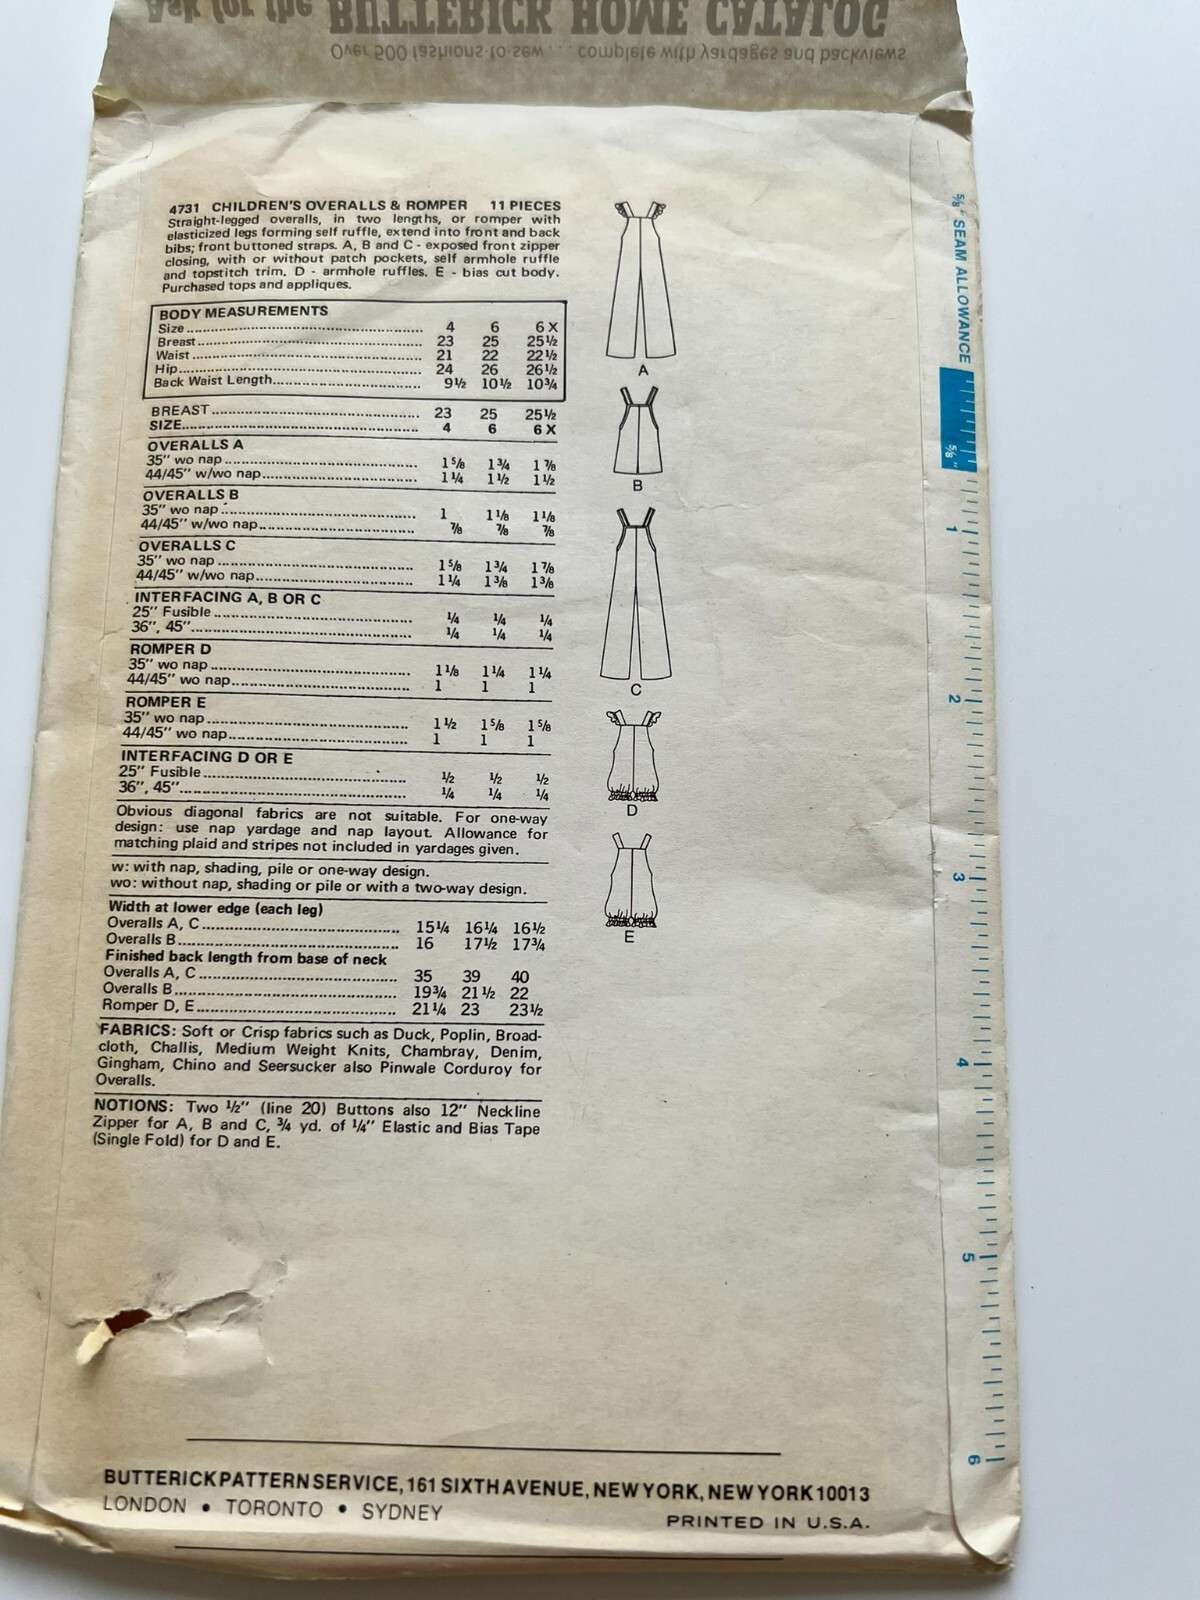 Ask for the BUTTERICK HOME CATALOG
Over 500 fashions-to-sew... complete with yardages and backviews
4731 CHILDREN'S OVERALLS & ROMPER 11 PIECES
Straight-legged overalls, in two lengths, or romper with
elasticized legs forming self ruffle, extend into front and back
bibs; front buttoned straps. A, B and C - exposed front zipper
closing, with or without patch pockets, self armhole ruffle
and topstitch trim. D - armhole ruffles. E - bias cut body.
Purchased tops and appliques.
BODY MEASUREMENTS
Size 4 6 6X
Breast 23 25 25½
Waist 21 22 22½
Hip 24 26 26½
Back Waist Length 9½ 10½ 10¾
BREAST 23 25 25½
SIZE 4 6 6X
OVERALLS A
35" wo nap 1⅝ 1¾ 1⅞
44/45" w/wo nap 1¼ 1½ 1½
OVERALLS B
35" wo nap 1 1⅛ 1⅛
44/45" w/wo nap ⅞ ⅞ ⅞
OVERALLS C
35" wo nap 1⅝ 1¾ 1⅞
44/45" w/wo nap 1¼ 1⅜ 1⅜
INTERFACING A, B OR C
25" Fusible ¼ ¼ ¼
36", 45" ¼ ¼ ¼
ROMPER D
35" wo nap 1⅛ 1¼ 1¼
44/45" wo nap 1 1 1
ROMPER E
35" wo nap 1½ 1⅝ 1⅝
44/45" wo nap 1 1 1
INTERFACING D OR E
25" Fusible ½ ½ ½
36", 45" ¼ ¼ ¼
Obvious diagonal fabrics are not suitable. For one-way
design: use nap yardage and nap layout. Allowance for
matching plaid and stripes not included in yardages given.
w: with nap, shading, pile or one-way design.
wo: without nap, shading or pile or with a two-way design.
Width at lower edge (each leg)
Overalls A, C 15¼ 16¼ 16½
Overalls B 16 17½ 17¾
Finished back length from base of neck
Overalls A, C 35 39 40
Overalls B 19¾ 21½ 22
Romper D, E 21¼ 23 23½
FABRICS: Soft or Crisp fabrics such as Duck, Poplin, Broad-
cloth, Challis, Medium Weight Knits, Chambray, Denim,
Gingham, Chino and Seersucker also Pinwale Corduroy for
Overalls.
NOTIONS: Two ½" (line 20) Buttons also 12" Neckline
Zipper for A, B and C, ¾ yd. of ¼" Elastic and Bias Tape
(Single Fold) for D and E.
A
B
C
D
E
⅝" SEAM ALLOWANCE
⅝"
1
2
3
4
5
6
BUTTERICK PATTERN SERVICE, 161 SIXTH AVENUE, NEW YORK, NEW YORK 10013
LONDON • TORONTO • SYDNEY
PRINTED IN U.S.A.